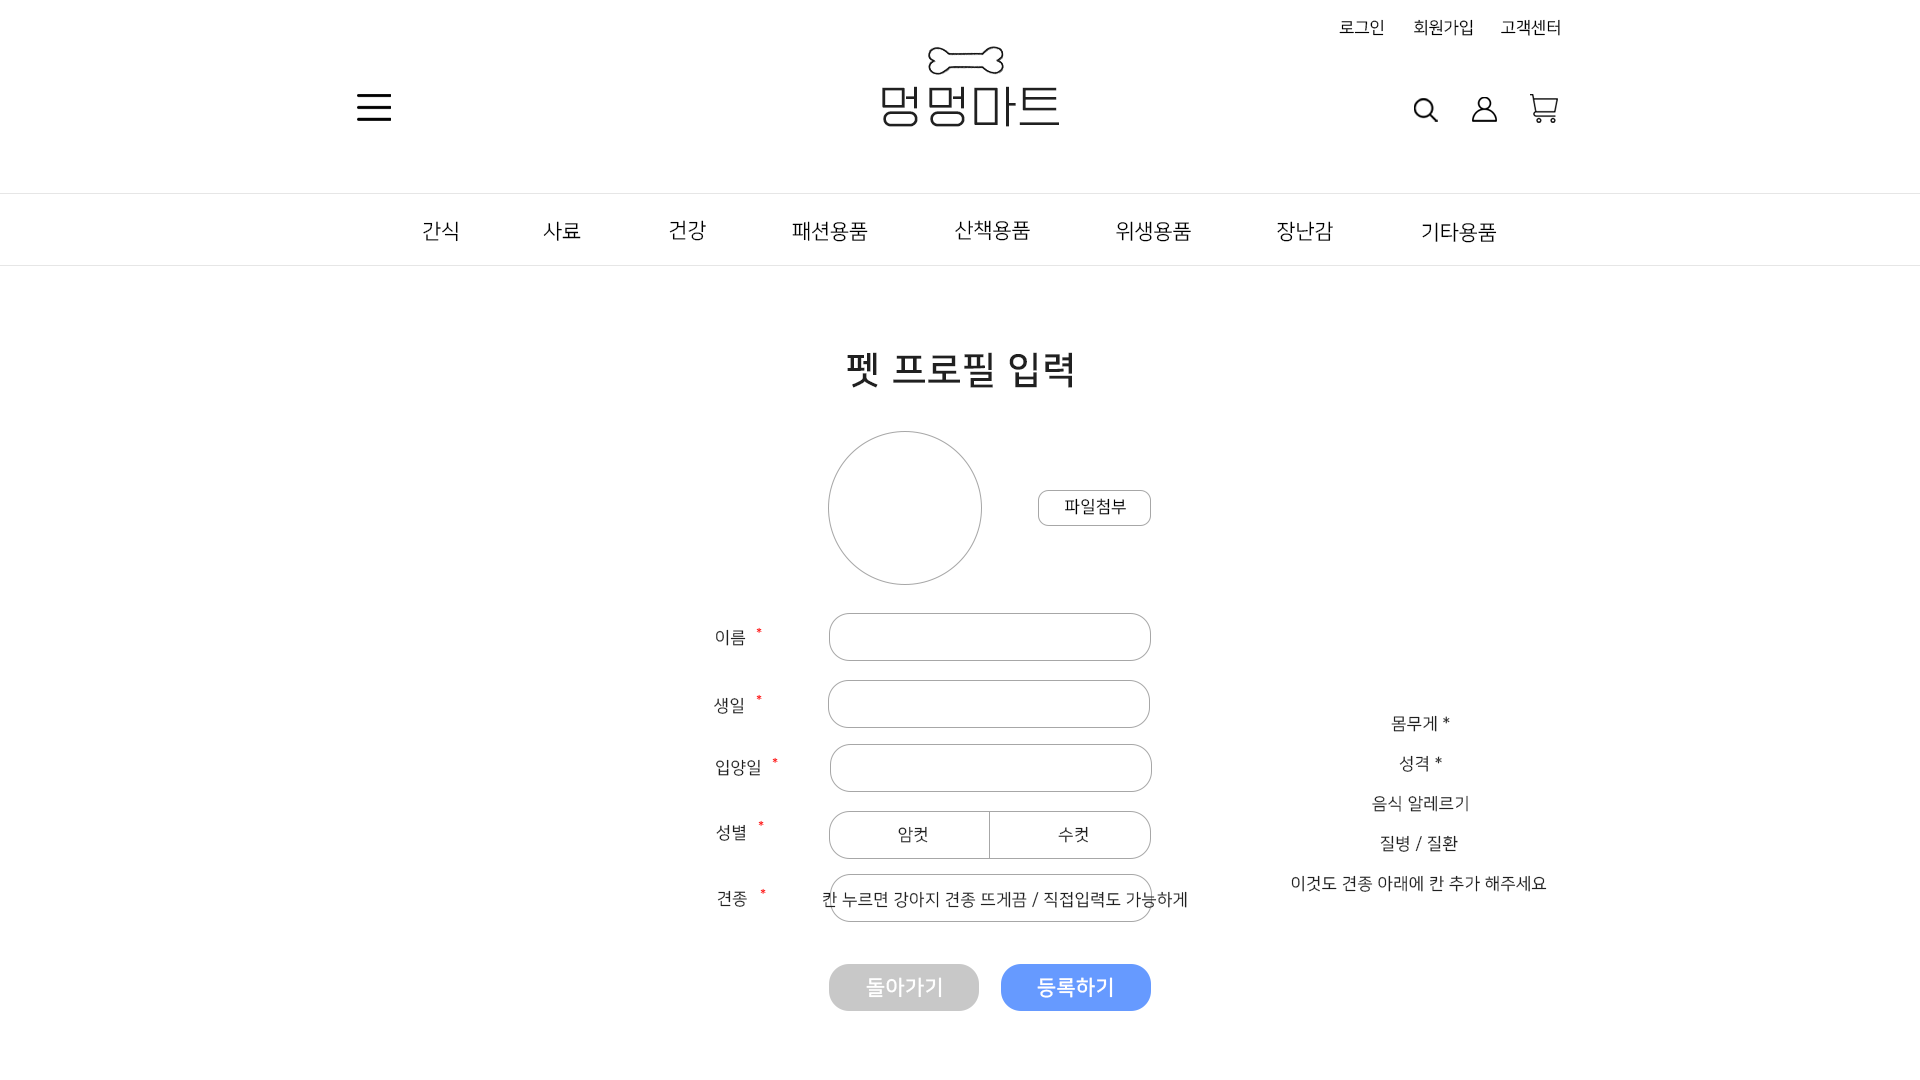 로그인 회원가입 고객센터
멍멍마트
간식 사료 건강 패션용품 산책용품 위생용품 장난감 기타용품
펫 프로필 입력
파일첨부
이름 *
생일 *
입양일 *
성별 * 암컷 수컷
견종 * 칸 누르면 강아지 견종 뜨게끔 / 직접입력도 가능하게
몸무게 *
성격 *
음식 알레르기
질병 / 질환
이것도 견종 아래에 칸 추가 해주세요
돌아가기 등록하기